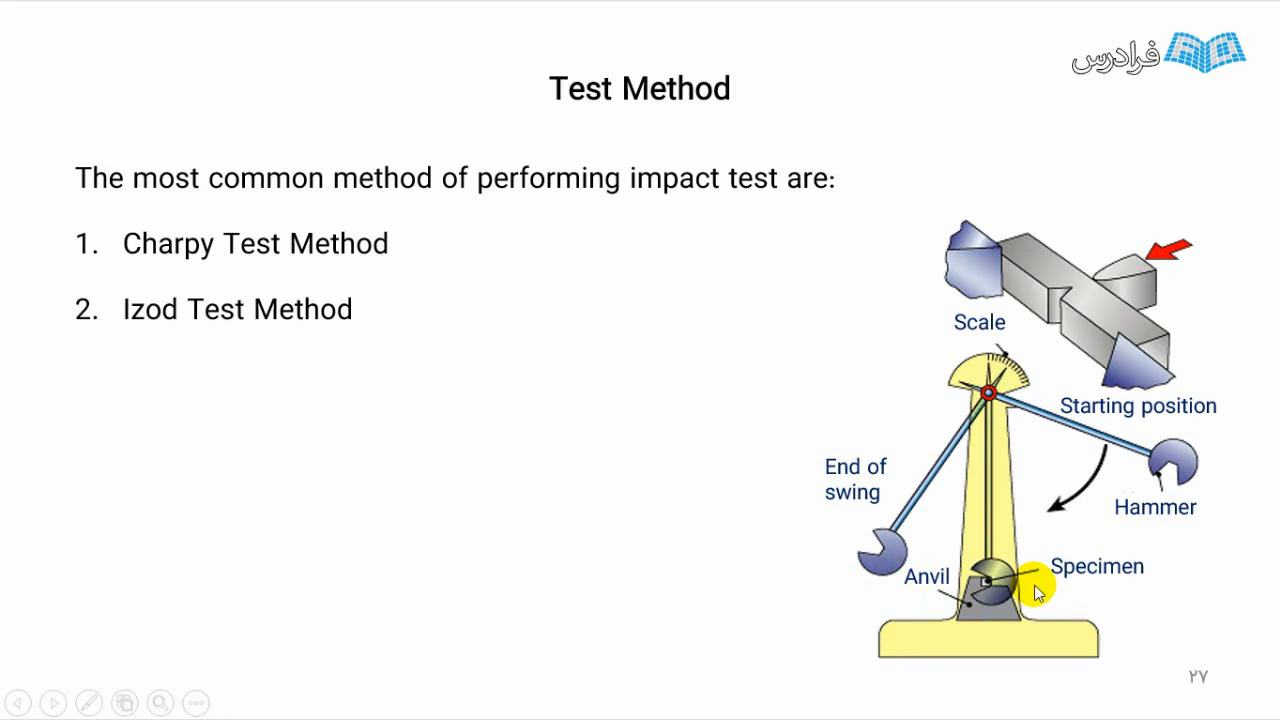 فرادرس
Test Method
The most common method of performing impact test are:
1. Charpy Test Method
2. Izod Test Method
Scale
Starting position
End of
swing
Hammer
Specimen
Anvil
۲۷